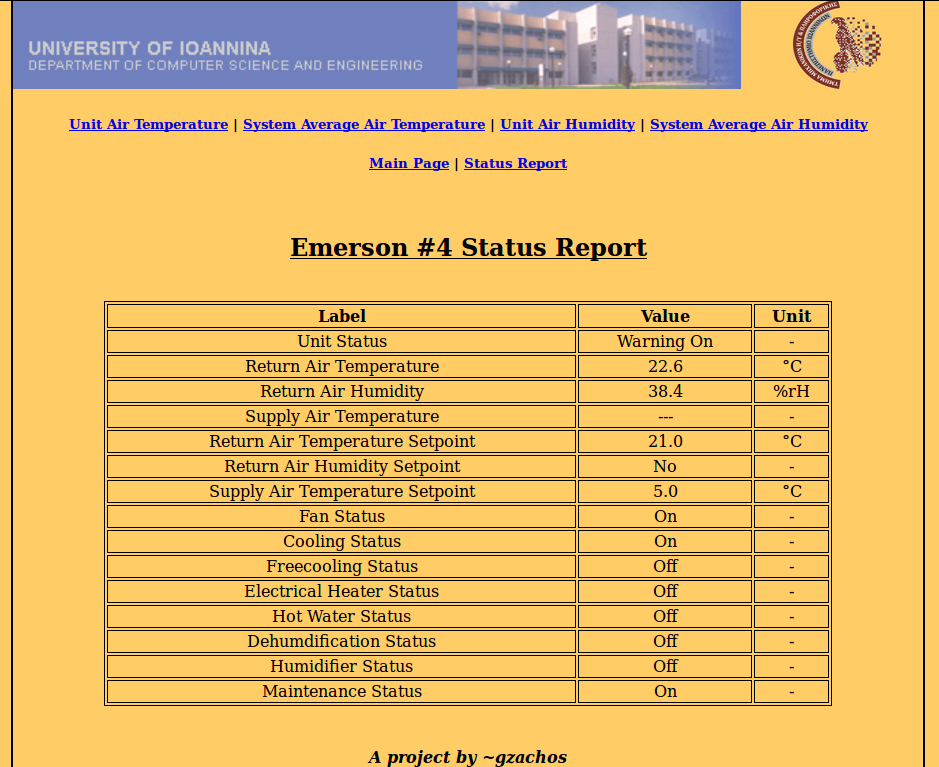 UNIVERSITY OF IOANNINA
DEPARTMENT OF COMPUTER SCIENCE AND ENGINEERING
Unit Air Temperature | System Average Air Temperature | Unit Air Humidity | System Average Air Humidity
Main Page | Status Report
Emerson #4 Status Report
Label Value Unit
Unit Status Warning On -
Return Air Temperature 22.6 °C
Return Air Humidity 38.4 %rH
Supply Air Temperature --- -
Return Air Temperature Setpoint 21.0 °C
Return Air Humidity Setpoint No -
Supply Air Temperature Setpoint 5.0 °C
Fan Status On -
Cooling Status On -
Freecooling Status Off -
Electrical Heater Status Off -
Hot Water Status Off -
Dehumdification Status Off -
Humidifier Status Off -
Maintenance Status On -
A project by ~gzachos